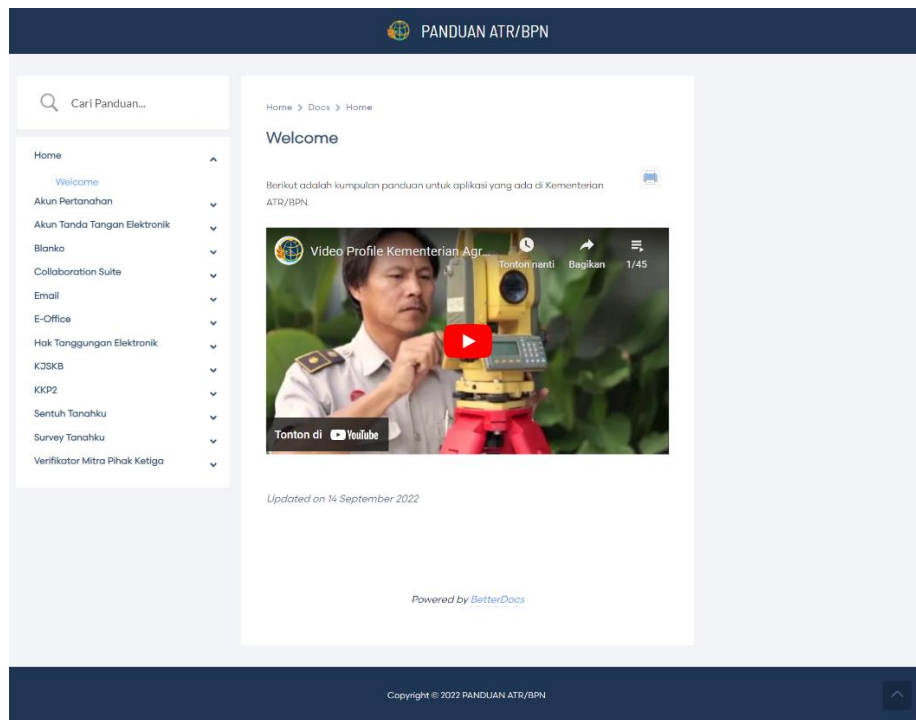 PANDUAN ATR/BPN
Cari Panduan...
Home
Welcome
Akun Pertanahan
Akun Tanda Tangan Elektronik
Blanko
Collaboration Suite
Email
E-Office
Hak Tanggungan Elektronik
KJSKB
KKP2
Sentuh Tanahku
Survey Tanahku
Verifikator Mitra Pihak Ketiga
Home > Docs > Home
Welcome
Berikut adalah kumpulan panduan untuk aplikasi yang ada di Kementerian
ATR/BPN.
Video Profile Kementerian Agr...
Tonton nanti
Bagikan
1/45
Tonton di YouTube
Updated on 14 September 2022
Powered by BetterDocs
Copyright © 2022 PANDUAN ATR/BPN